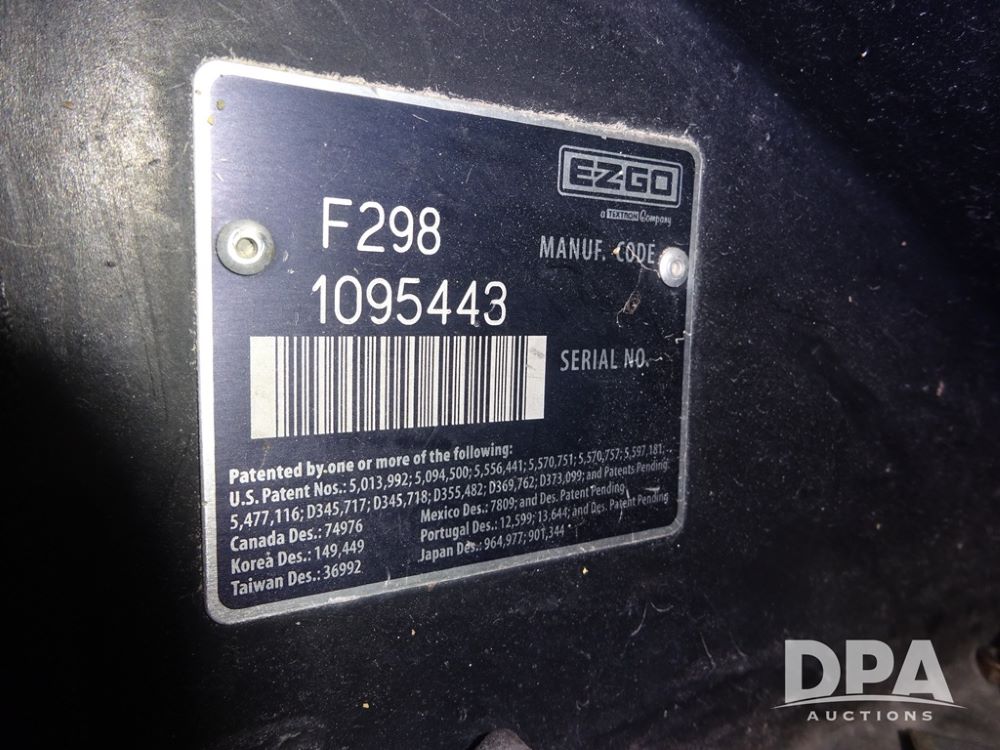 EZGO
a TEXTRON Company
F298
MANUF. CODE
1095443
SERIAL NO.
Patented by one or more of the following:
U.S. Patent Nos.: 5,013,992; 5,094,500; 5,556,441; 5,570,751; 5,570,757; 5,597,181;
5,477,116; D345,717; D345,718; D355,482; D369,762; D373,099; and Patents Pending
Canada Des.: 74976
Mexico Des.: 7809; and Des. Patent Pending
Korea Des.: 149,449
Portugal Des.: 12,599; 13,644; and Des. Patent Pending
Taiwan Des.: 36992
Japan Des.: 964,977; 901,344
DPA
AUCTIONS